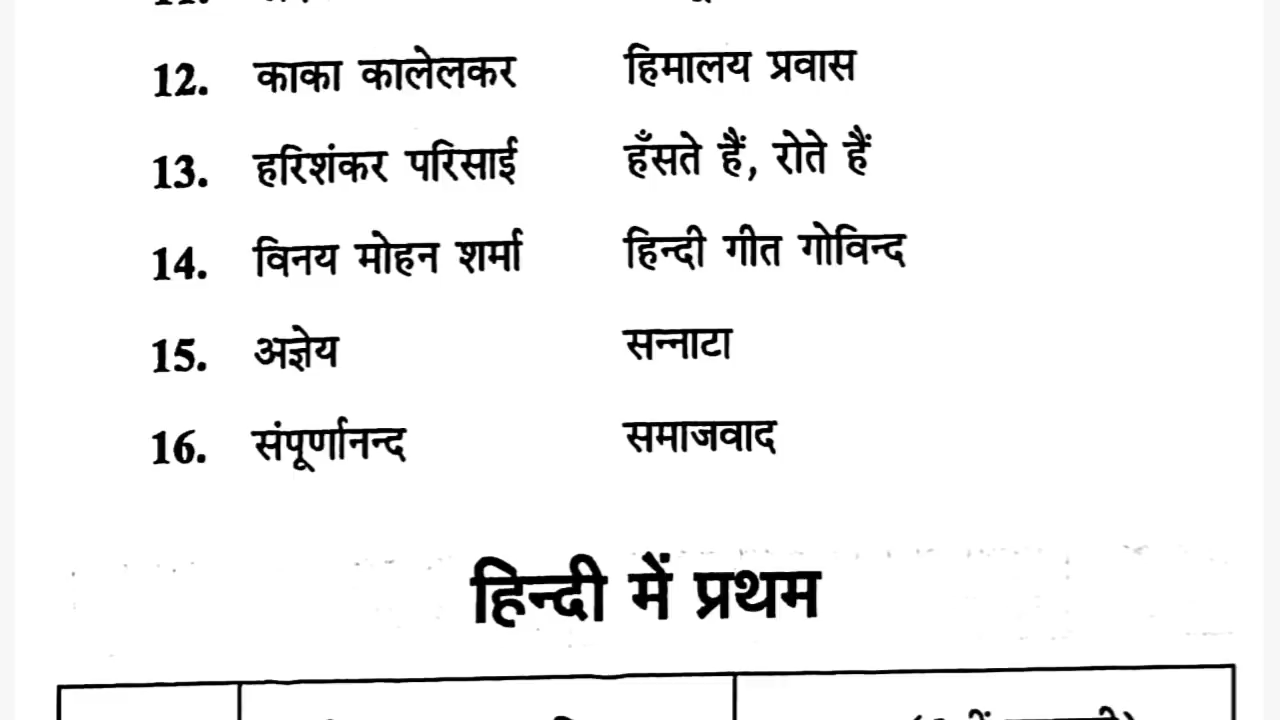 12. काका कालेलकर हिमालय प्रवास
13. हरिशंकर परिसाई हँसते हैं, रोते हैं
14. विनय मोहन शर्मा हिन्दी गीत गोविन्द
15. अज्ञेय सन्नाटा
16. संपूर्णानन्द समाजवाद
हिन्दी में प्रथम